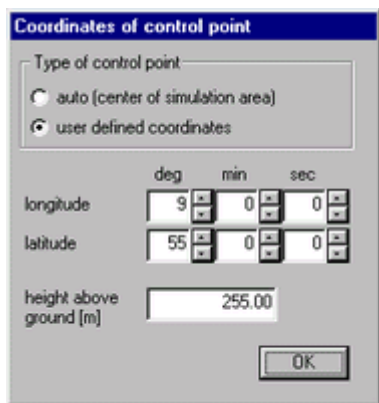 Coordinates of control point
Type of control point
auto (center of simulation area)
user defined coordinates
deg min sec
longitude 9 0 0
latitude 55 0 0
height above
ground [m] 255.00
OK